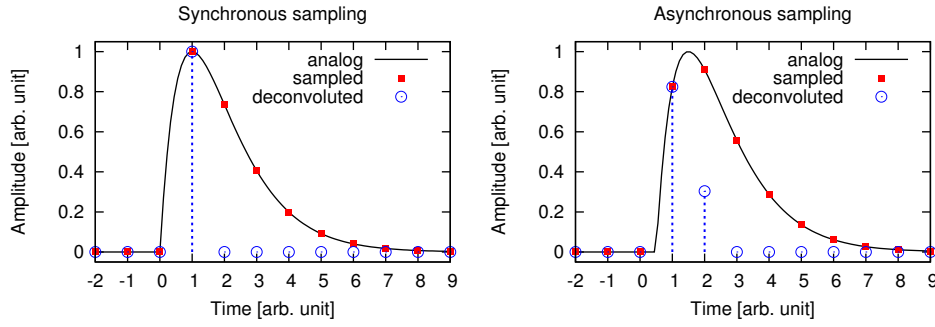 Synchronous sampling
1
0.8
0.6
0.4
0.2
0
Amplitude [arb. unit]
analog
sampled
deconvoluted
-2 -1 0 1 2 3 4 5 6 7 8 9
Time [arb. unit]
Asynchronous sampling
1
0.8
0.6
0.4
0.2
0
Amplitude [arb. unit]
analog
sampled
deconvoluted
-2 -1 0 1 2 3 4 5 6 7 8 9
Time [arb. unit]